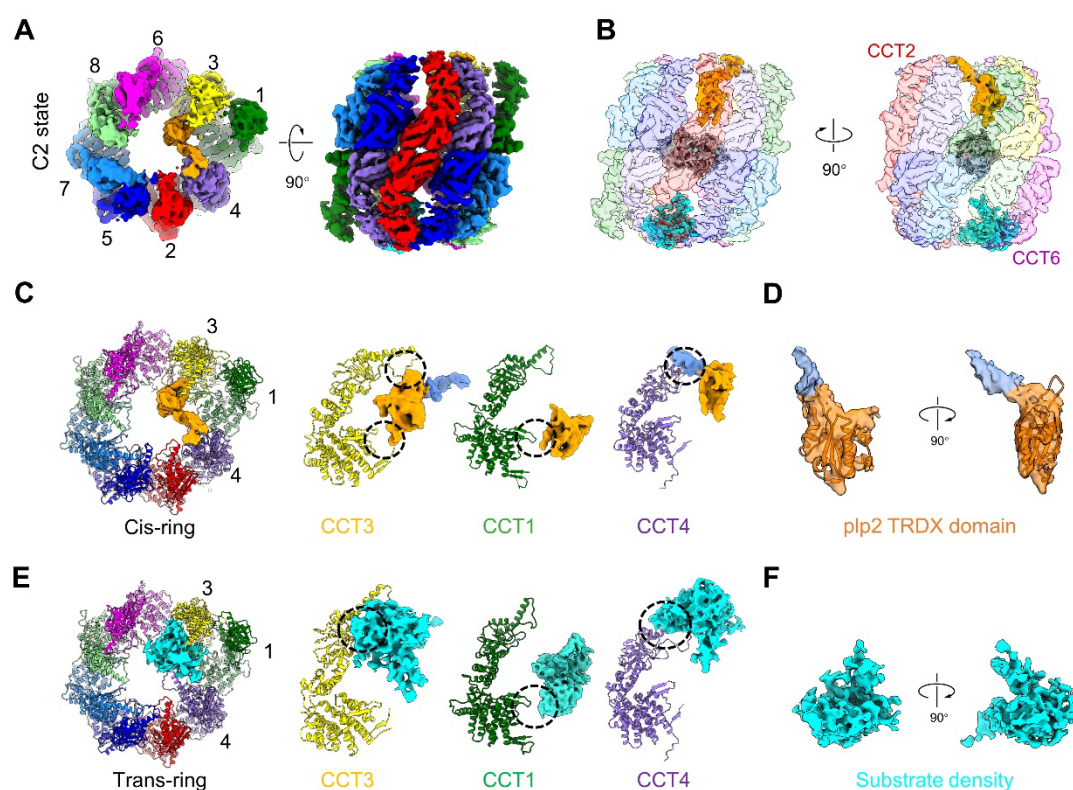 A
B
C2 state
6
8
3
1
7
4
5
2
90°
CCT2
90°
CCT6
C
D
3
1
4
Cis-ring
CCT3
CCT1
CCT4
90°
plp2 TRDX domain
E
F
3
1
4
Trans-ring
CCT3
CCT1
CCT4
90°
Substrate density